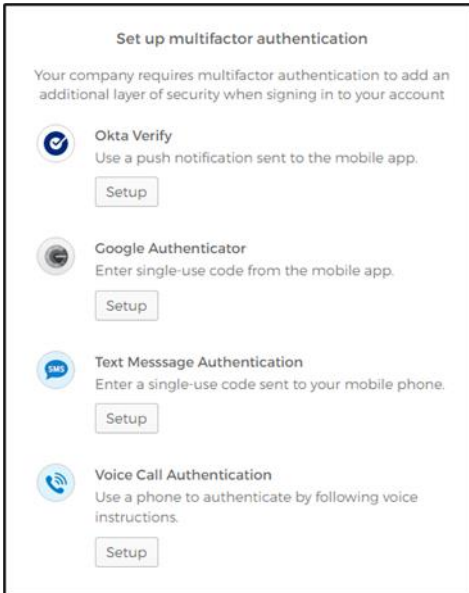 Set up multifactor authentication
Your company requires multifactor authentication to add an
additional layer of security when signing in to your account
Okta Verify
Use a push notification sent to the mobile app.
Setup
Google Authenticator
Enter single-use code from the mobile app.
Setup
SMS
Text Messsage Authentication
Enter a single-use code sent to your mobile phone.
Setup
Voice Call Authentication
Use a phone to authenticate by following voice
instructions.
Setup